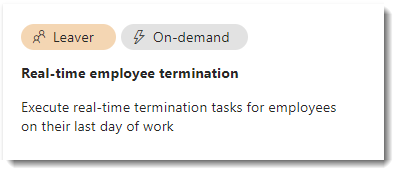 Leaver On-demand
Real-time employee termination
Execute real-time termination tasks for employees
on their last day of work